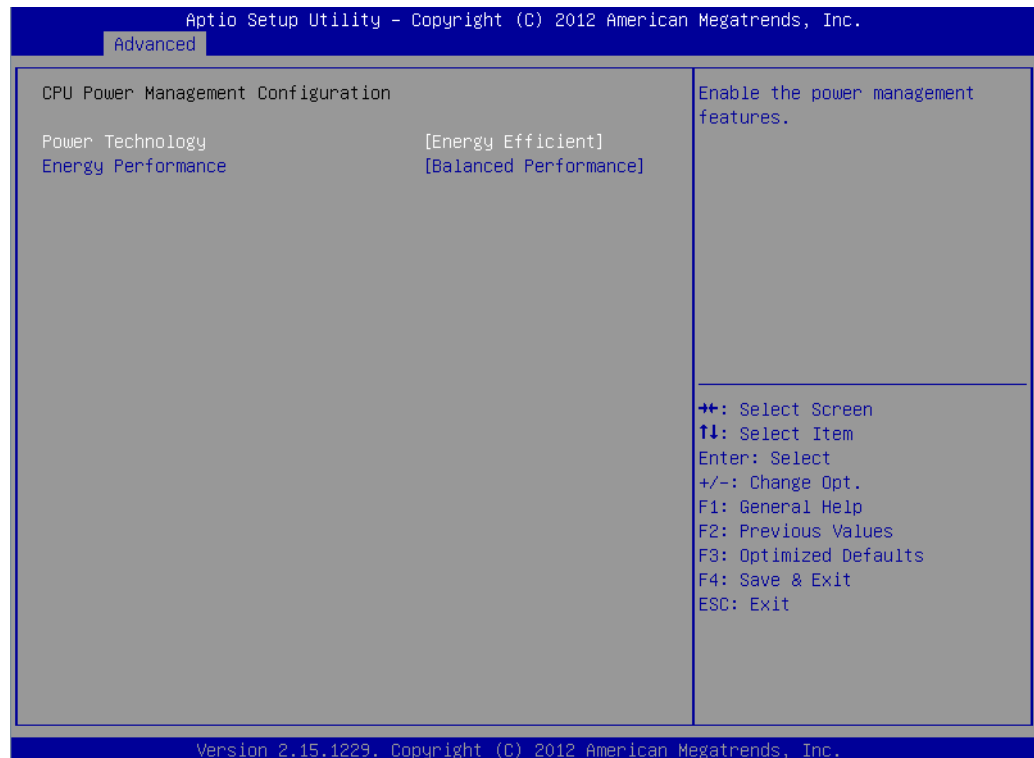 Aptio Setup Utility – Copyright (C) 2012 American Megatrends, Inc.
Advanced
CPU Power Management Configuration
Power Technology [Energy Efficient]
Energy Performance [Balanced Performance]
Enable the power management
features.
→←: Select Screen
↑↓: Select Item
Enter: Select
+/-: Change Opt.
F1: General Help
F2: Previous Values
F3: Optimized Defaults
F4: Save & Exit
ESC: Exit
Version 2.15.1229. Copyright (C) 2012 American Megatrends, Inc.